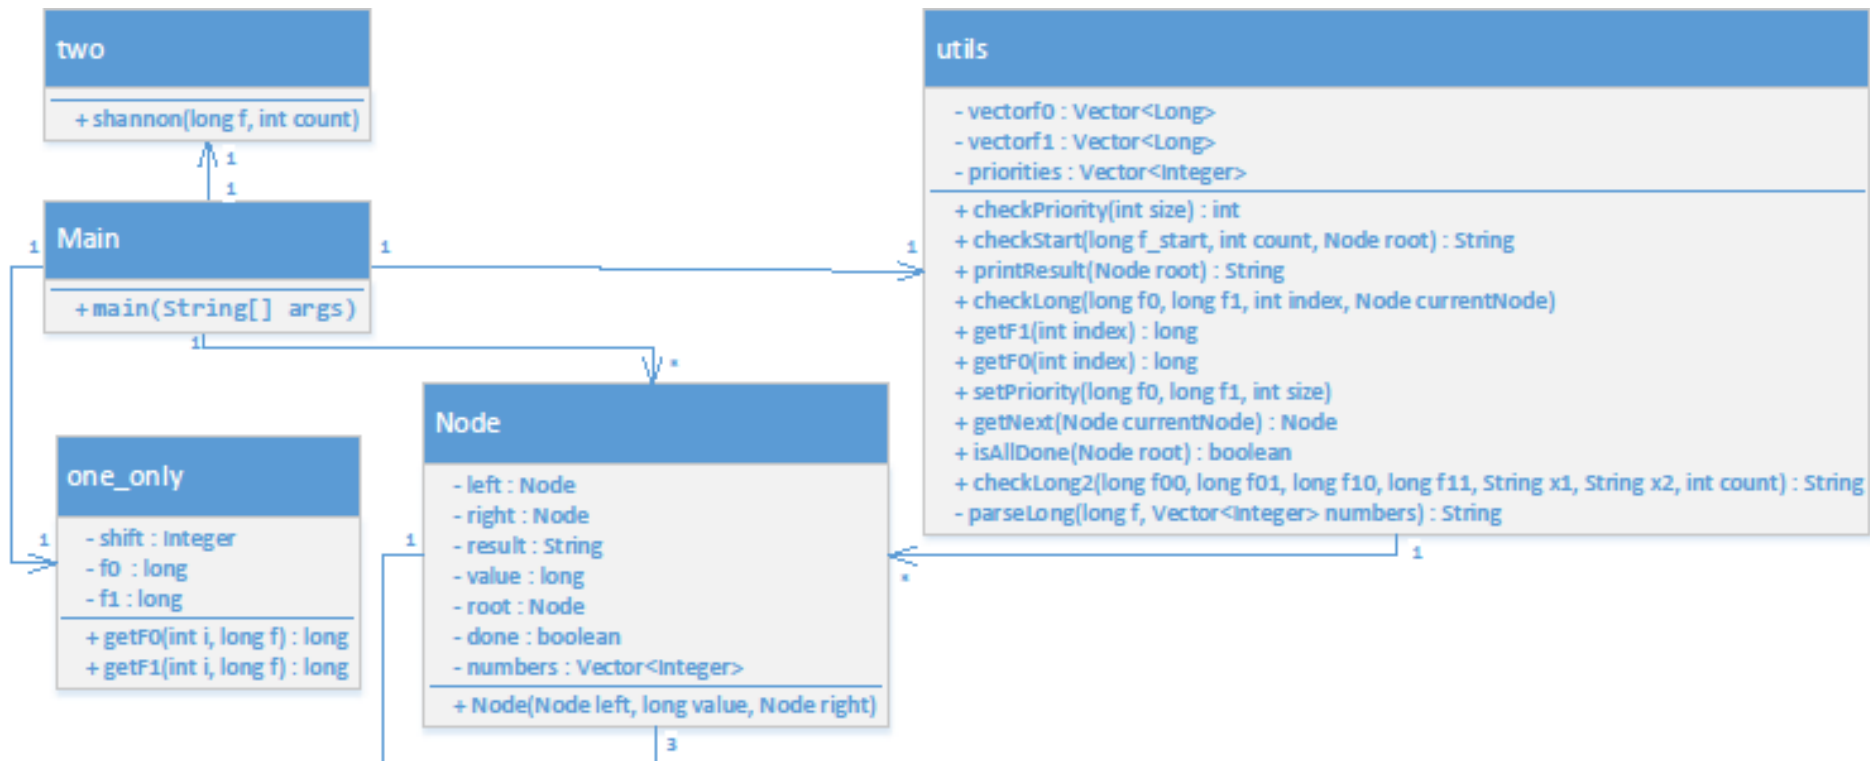 two
+ shannon(long f, int count)
1
1
Main
+ main(String[] args)
1
1
1
1
*
1
utils
- vectorf0 : Vector<Long>
- vectorf1 : Vector<Long>
- priorities : Vector<Integer>
+ checkPriority(int size) : int
+ checkStart(long f_start, int count, Node root) : String
+ printResult(Node root) : String
+ checkLong(long f0, long f1, int index, Node currentNode)
+ getF1(int index) : long
+ getF0(int index) : long
+ setPriority(long f0, long f1, int size)
+ getNext(Node currentNode) : Node
+ isAllDone(Node root) : boolean
+ checkLong2(long f00, long f01, long f10, long f11, String x1, String x2, int count) : String
- parseLong(long f, Vector<Integer> numbers) : String
1
*
one_only
- shift : Integer
- f0 : long
- f1 : long
+ getF0(int i, long f) : long
+ getF1(int i, long f) : long
1
Node
- left : Node
- right : Node
- result : String
- value : long
- root : Node
- done : boolean
- numbers : Vector<Integer>
+ Node(Node left, long value, Node right)
3